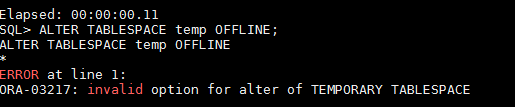 Elapsed: 00:00:00.11
SQL> ALTER TABLESPACE temp OFFLINE;
ALTER TABLESPACE temp OFFLINE
*
ERROR at line 1:
ORA-03217: invalid option for alter of TEMPORARY TABLESPACE